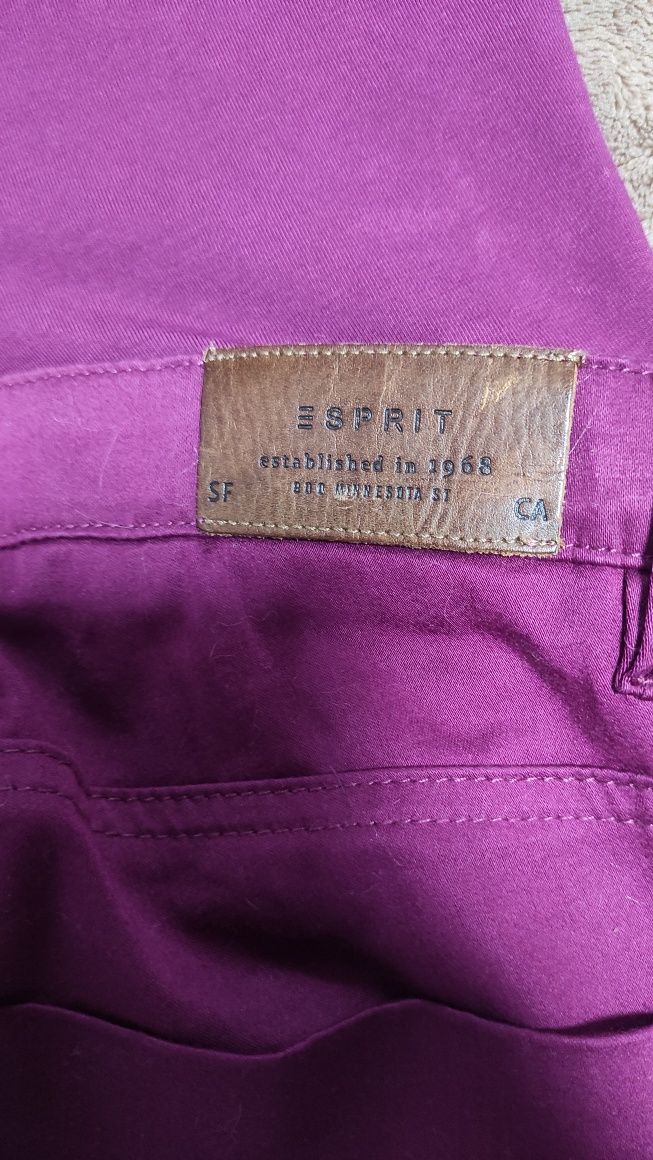 ESPRIT
established in 1968
900 MINNESOTA ST
SF CA